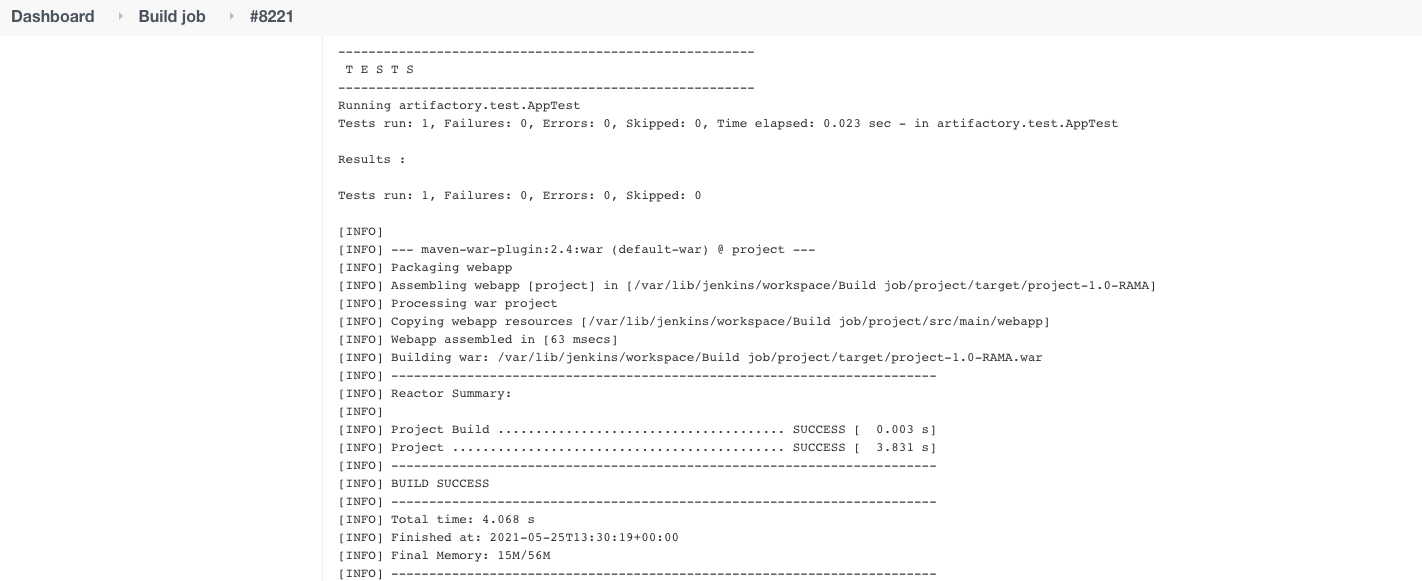 Dashboard Build job #8221
-------------------------------------------------------
 T E S T S
-------------------------------------------------------
Running artifactory.test.AppTest
Tests run: 1, Failures: 0, Errors: 0, Skipped: 0, Time elapsed: 0.023 sec - in artifactory.test.AppTest
Results :
Tests run: 1, Failures: 0, Errors: 0, Skipped: 0
[INFO]
[INFO] --- maven-war-plugin:2.4:war (default-war) @ project ---
[INFO] Packaging webapp
[INFO] Assembling webapp [project] in [/var/lib/jenkins/workspace/Build job/project/target/project-1.0-RAMA]
[INFO] Processing war project
[INFO] Copying webapp resources [/var/lib/jenkins/workspace/Build job/project/src/main/webapp]
[INFO] Webapp assembled in [63 msecs]
[INFO] Building war: /var/lib/jenkins/workspace/Build job/project/target/project-1.0-RAMA.war
[INFO] ------------------------------------------------------------------------
[INFO] Reactor Summary:
[INFO]
[INFO] Project Build ...................................... SUCCESS [  0.003 s]
[INFO] Project ............................................ SUCCESS [  3.831 s]
[INFO] ------------------------------------------------------------------------
[INFO] BUILD SUCCESS
[INFO] ------------------------------------------------------------------------
[INFO] Total time: 4.068 s
[INFO] Finished at: 2021-05-25T13:30:19+00:00
[INFO] Final Memory: 15M/56M
[INFO] ------------------------------------------------------------------------